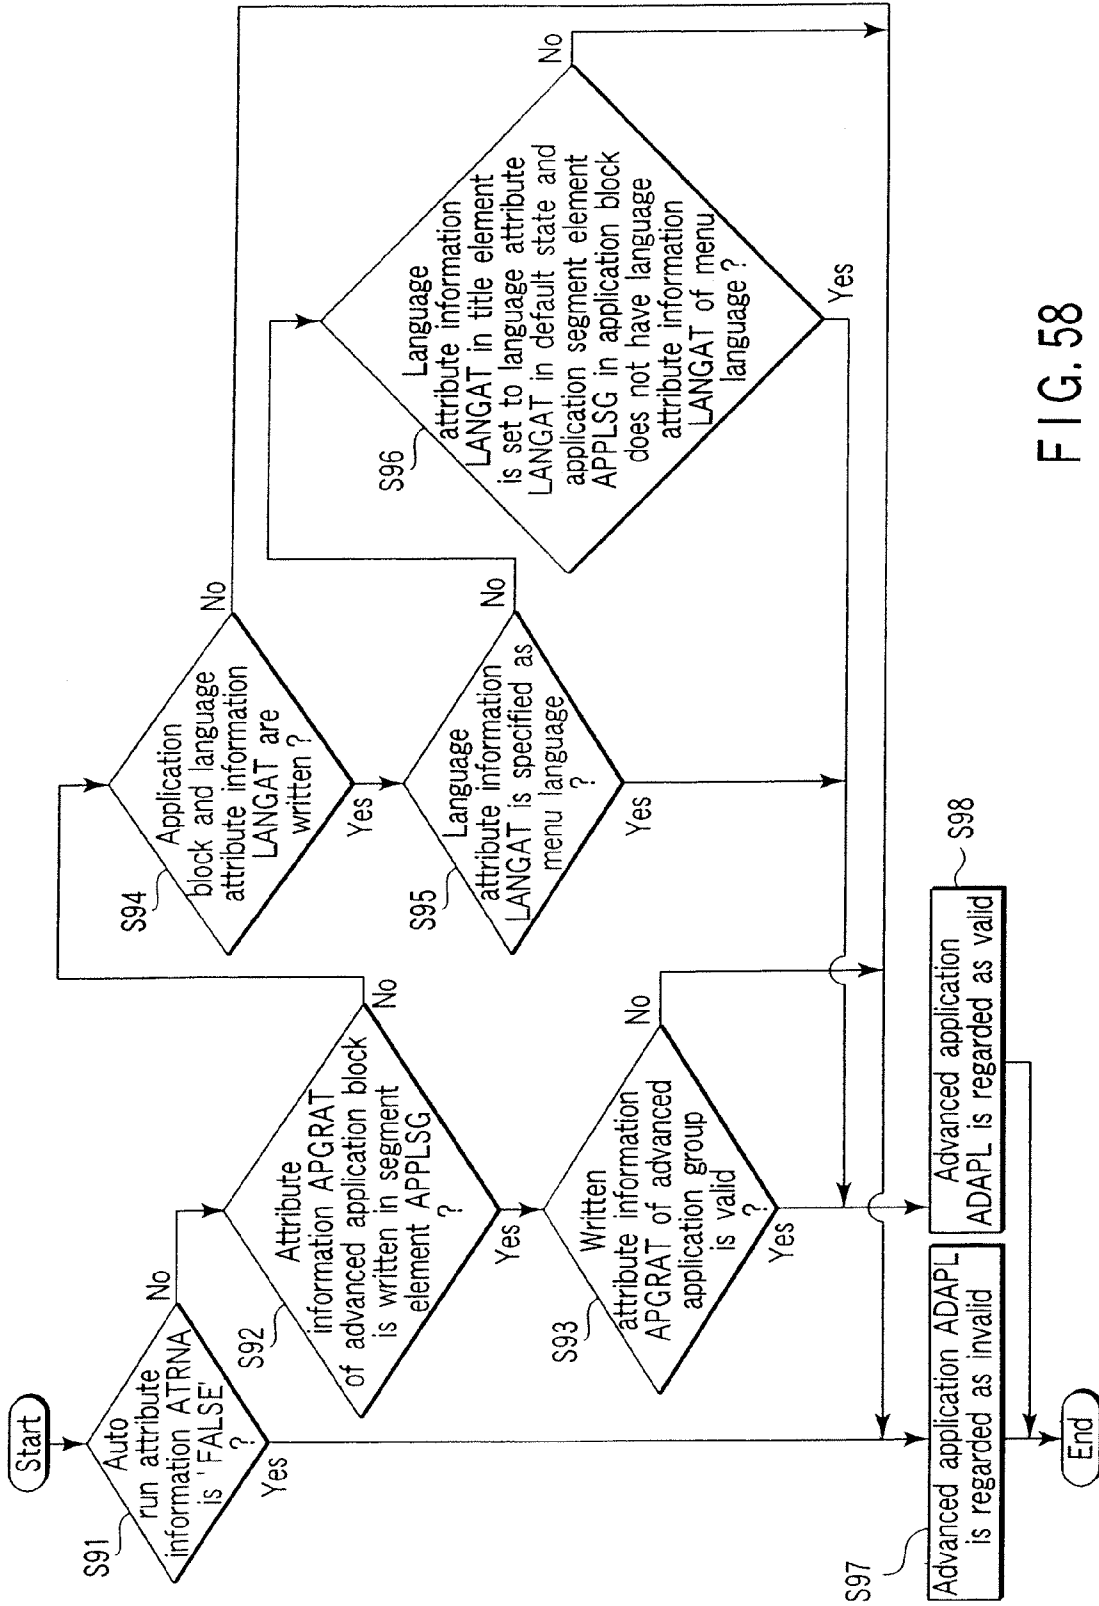 Start
S91
Auto
run attribute
information ATRNA
is 'FALSE'
?
No
Yes
S92
Attribute
information APGRAT
of advanced application block
is written in segment
element APPLSG
?
No
Yes
S93
Written
attribute information
APGRAT of advanced
application group
is valid
?
No
Yes
S94
Application
block and language
attribute information
LANGAT are
written ?
No
Yes
S95
Language
attribute information
LANGAT is specified as
menu language
?
No
Yes
S96
Language
attribute information
LANGAT in title element
is set to language attribute
LANGAT in default state and
application segment element
APPLSG in application block
does not have language
attribute information
LANGAT of menu
language ?
No
Yes
S97
Advanced application ADAPL
is regarded as invalid
S98
Advanced application
ADAPL is regarded as valid
End
FIG. 58